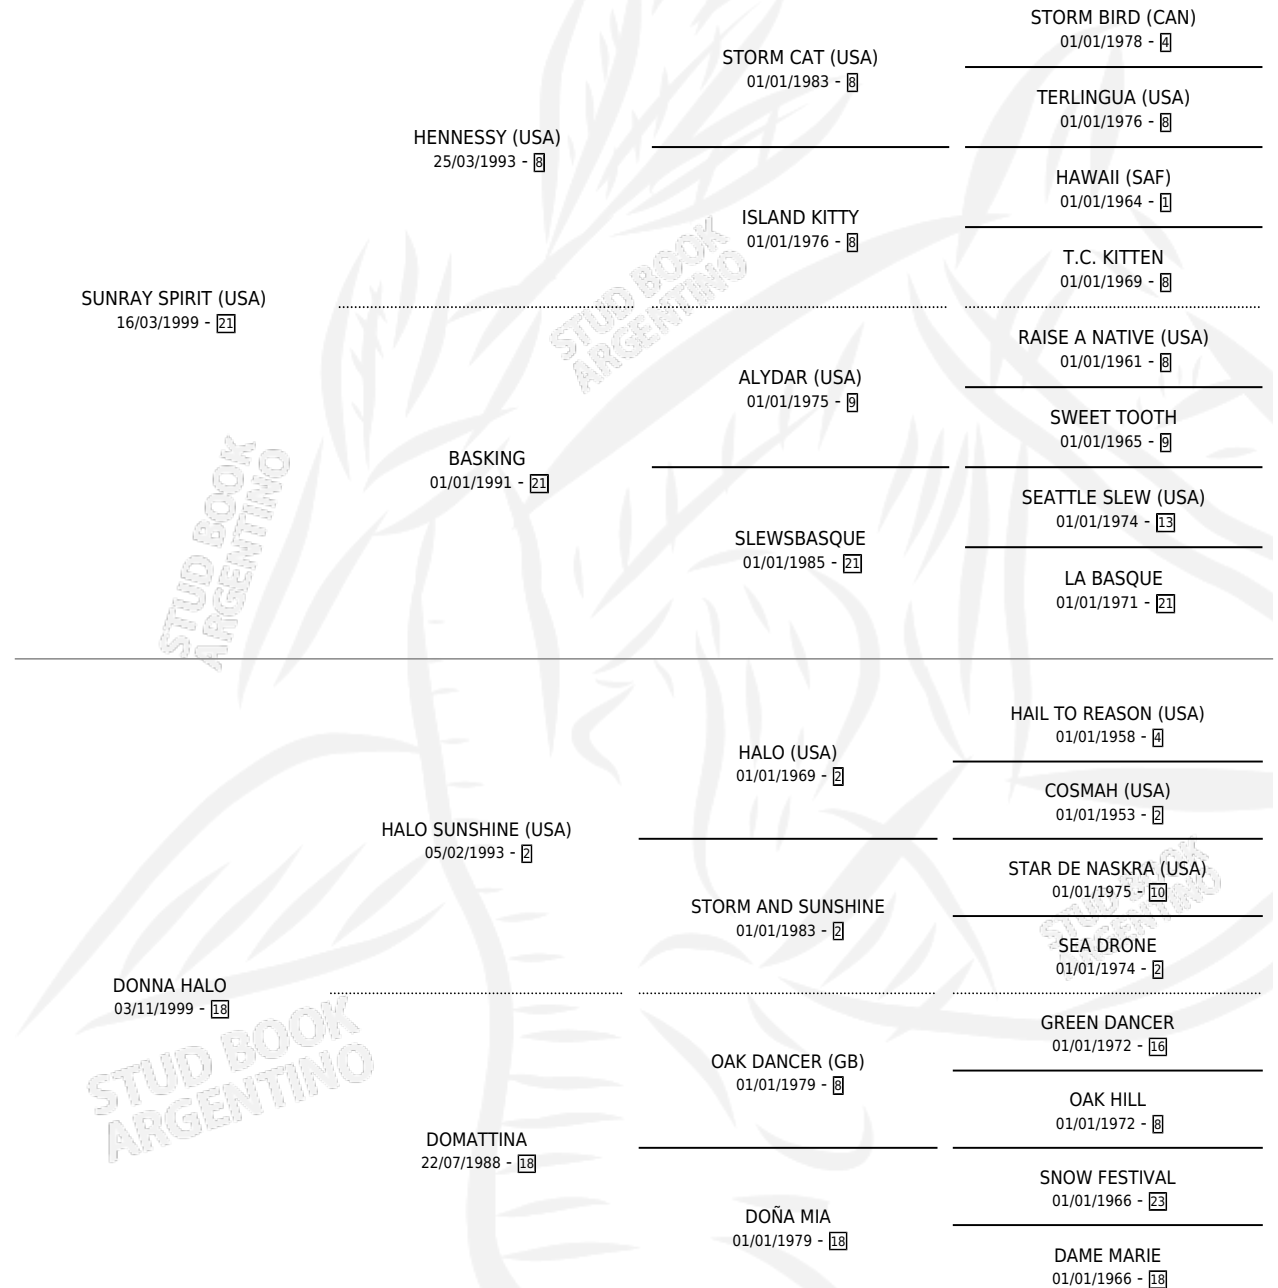 STORM BIRD (CAN)
01/01/1978 - 4
STORM CAT (USA)
01/01/1983 - 8
TERLINGUA (USA)
01/01/1976 - 8
HENNESSY (USA)
25/03/1993 - 8
HAWAII (SAF)
01/01/1964 - 1
ISLAND KITTY
01/01/1976 - 8
T.C. KITTEN
01/01/1969 - 8
SUNRAY SPIRIT (USA)
16/03/1999 - 21
RAISE A NATIVE (USA)
01/01/1961 - 8
ALYDAR (USA)
01/01/1975 - 9
SWEET TOOTH
01/01/1965 - 9
BASKING
01/01/1991 - 21
SEATTLE SLEW (USA)
01/01/1974 - 13
SLEWSBASQUE
01/01/1985 - 21
LA BASQUE
01/01/1971 - 21
HAIL TO REASON (USA)
01/01/1958 - 4
HALO (USA)
01/01/1969 - 2
COSMAH (USA)
01/01/1953 - 2
HALO SUNSHINE (USA)
05/02/1993 - 2
STAR DE NASKRA (USA)
01/01/1975 - 10
STORM AND SUNSHINE
01/01/1983 - 2
SEA DRONE
01/01/1974 - 2
DONNA HALO
03/11/1999 - 18
GREEN DANCER
01/01/1972 - 16
OAK DANCER (GB)
01/01/1979 - 8
OAK HILL
01/01/1972 - 8
DOMATTINA
22/07/1988 - 18
SNOW FESTIVAL
01/01/1966 - 23
DOÑA MIA
01/01/1979 - 18
DAME MARIE
01/01/1966 - 18
STUD BOOK
ARGENTINO
STUD BOOK
ARGENTINO
STUD BOOK
ARGENTINO
STUD BOOK
ARGENTINO